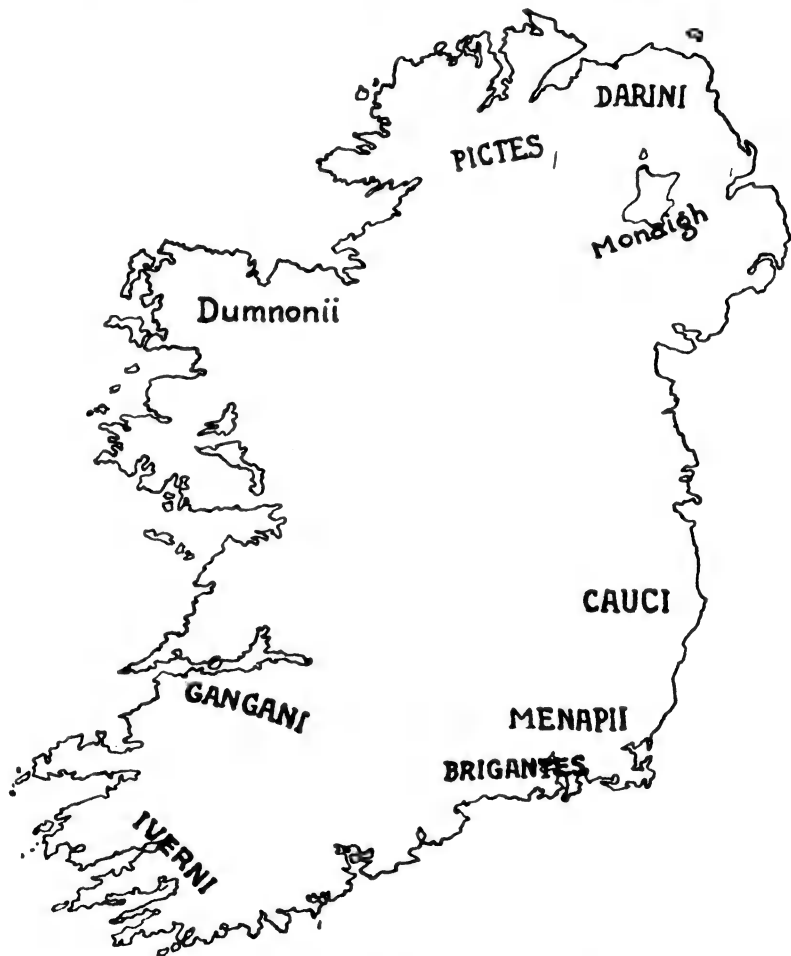 DARINI
PICTES
Monaigh
Dumnonii
CAUCI
GANGANI
MENAPII
BRIGANTES
IVERNI